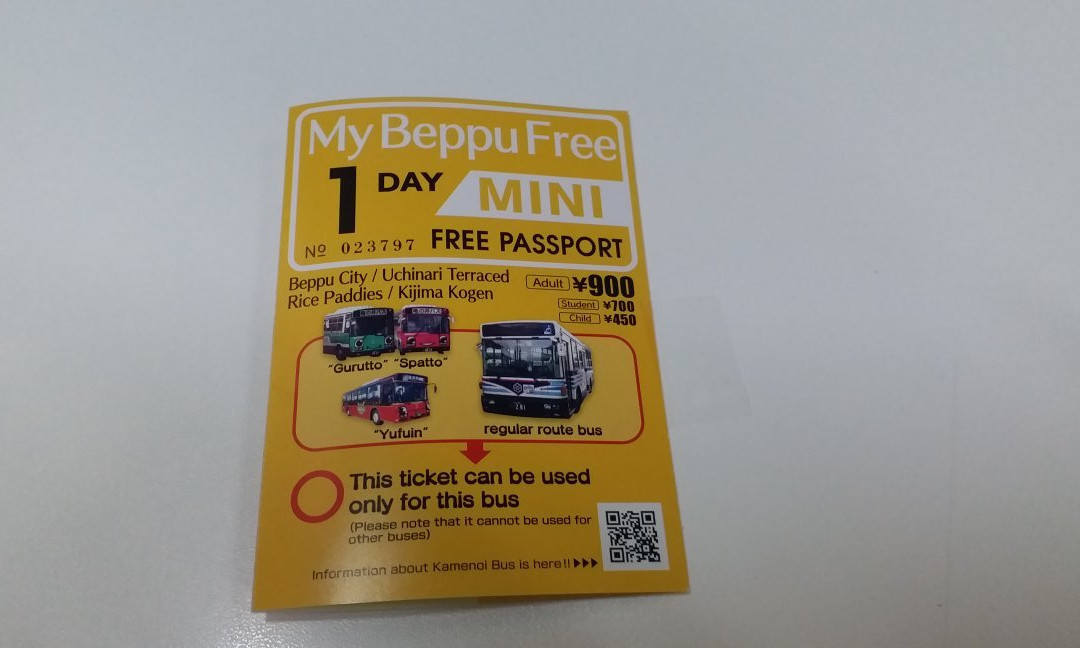 My Beppu Free
1 DAY MINI
No 023797 FREE PASSPORT
Beppu City / Uchinari Terraced
Rice Paddies / Kijima Kogen
Adult ¥900
Student ¥700
Child ¥450
"Gurutto" "Spatto"
"Yufuin"
regular route bus
This ticket can be used
only for this bus
(Please note that it cannot be used for
other buses)
Information about Kamenoi Bus is here!!